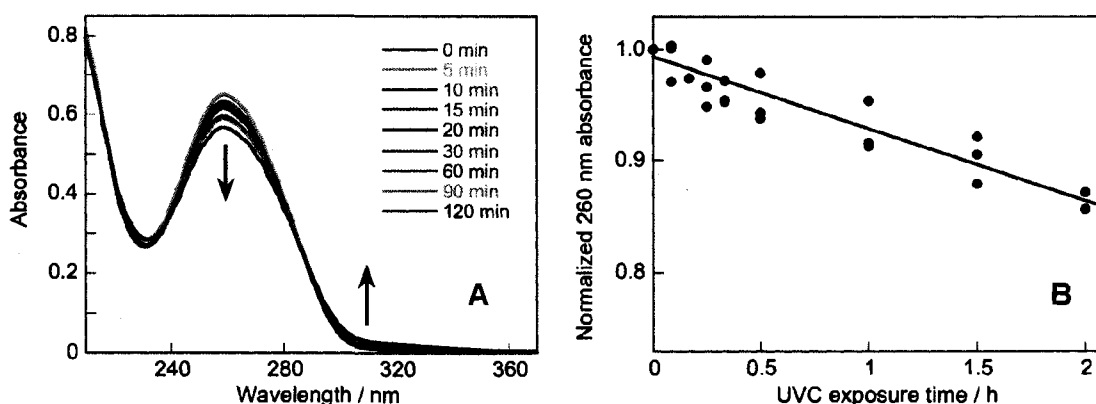 0.8
0.6
0.4
0.2
0
Absorbance
240
280
320
360
Wavelength / nm
0 min
5 min
10 min
15 min
20 min
30 min
60 min
90 min
120 min
A
1.0
0.9
0.8
Normalized 260 nm absorbance
0
0.5
1
1.5
2
UVC exposure time / h
B